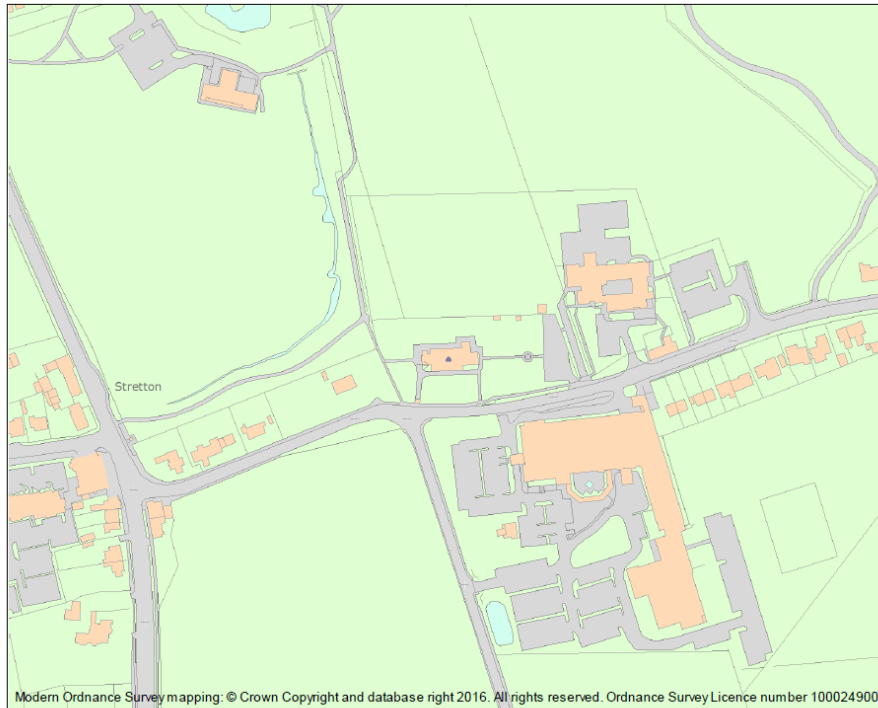 Stretton
Modern Ordnance Survey mapping: © Crown Copyright and database right 2016. All rights reserved. Ordnance Survey Licence number 100024900